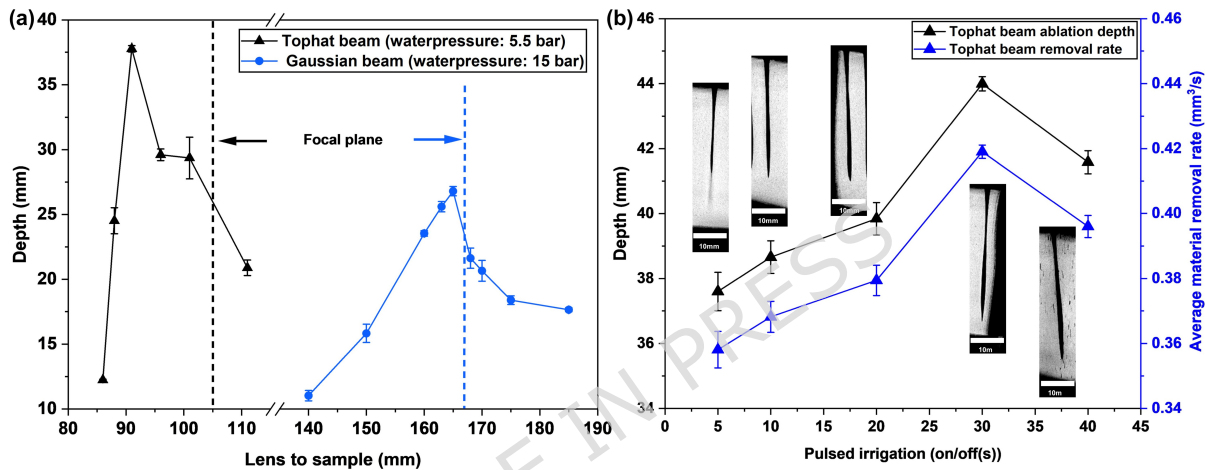 (a)
40
35
30
25
20
15
10
Depth (mm)
Tophat beam (waterpressure: 5.5 bar)
Gaussian beam (waterpressure: 15 bar)
Focal plane
80 90 100 110 140 150 160 170 180 190
Lens to sample (mm)
(b)
46
44
42
40
38
36
34
Depth (mm)
Tophat beam ablation depth
Tophat beam removal rate
10mm
10mm
10mm
10m
10m
0.46
0.44
0.42
0.40
0.38
0.36
0.34
Average material removal rate (mm³/s)
0 5 10 15 20 25 30 35 40 45
Pulsed irrigation (on/off(s))
E IN PRESS